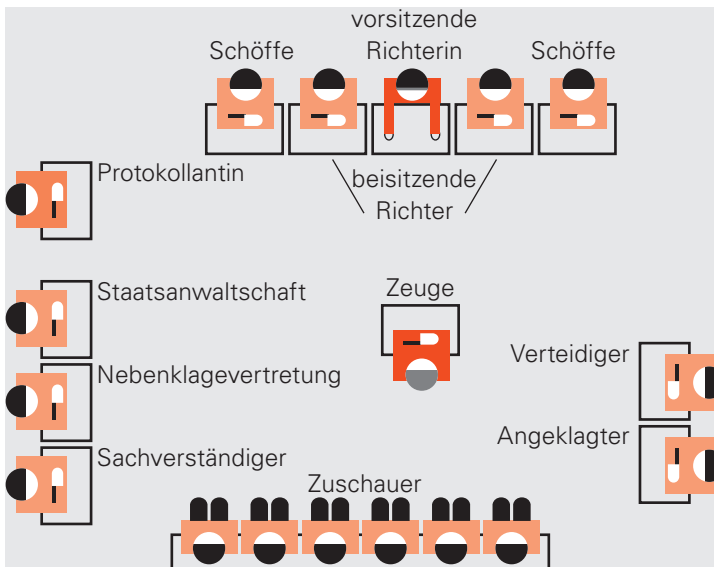 vorsitzende
Schöffe Richterin Schöffe
Protokollantin
beisitzende
Richter
Staatsanwaltschaft
Zeuge
Verteidiger
Nebenklagevertretung
Angeklagter
Sachverständiger
Zuschauer